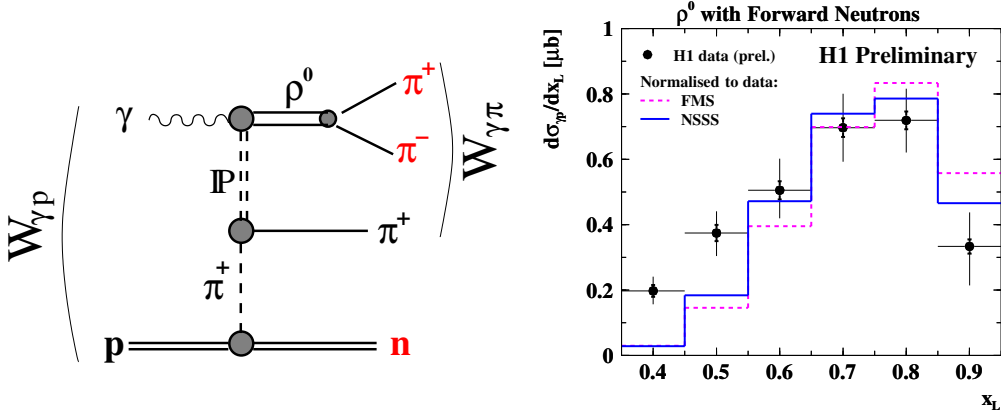 γ
ρ⁰
π⁺
π⁻
IP
π⁺
π⁺
p
n
W_γp
W_γπ
ρ⁰ with Forward Neutrons
dσ_γp/dx_L [μb]
H1 data (prel.)
H1 Preliminary
Normalised to data:
FMS
NSSS
1
0.8
0.6
0.4
0.2
0
0.4 0.5 0.6 0.7 0.8 0.9
x_L